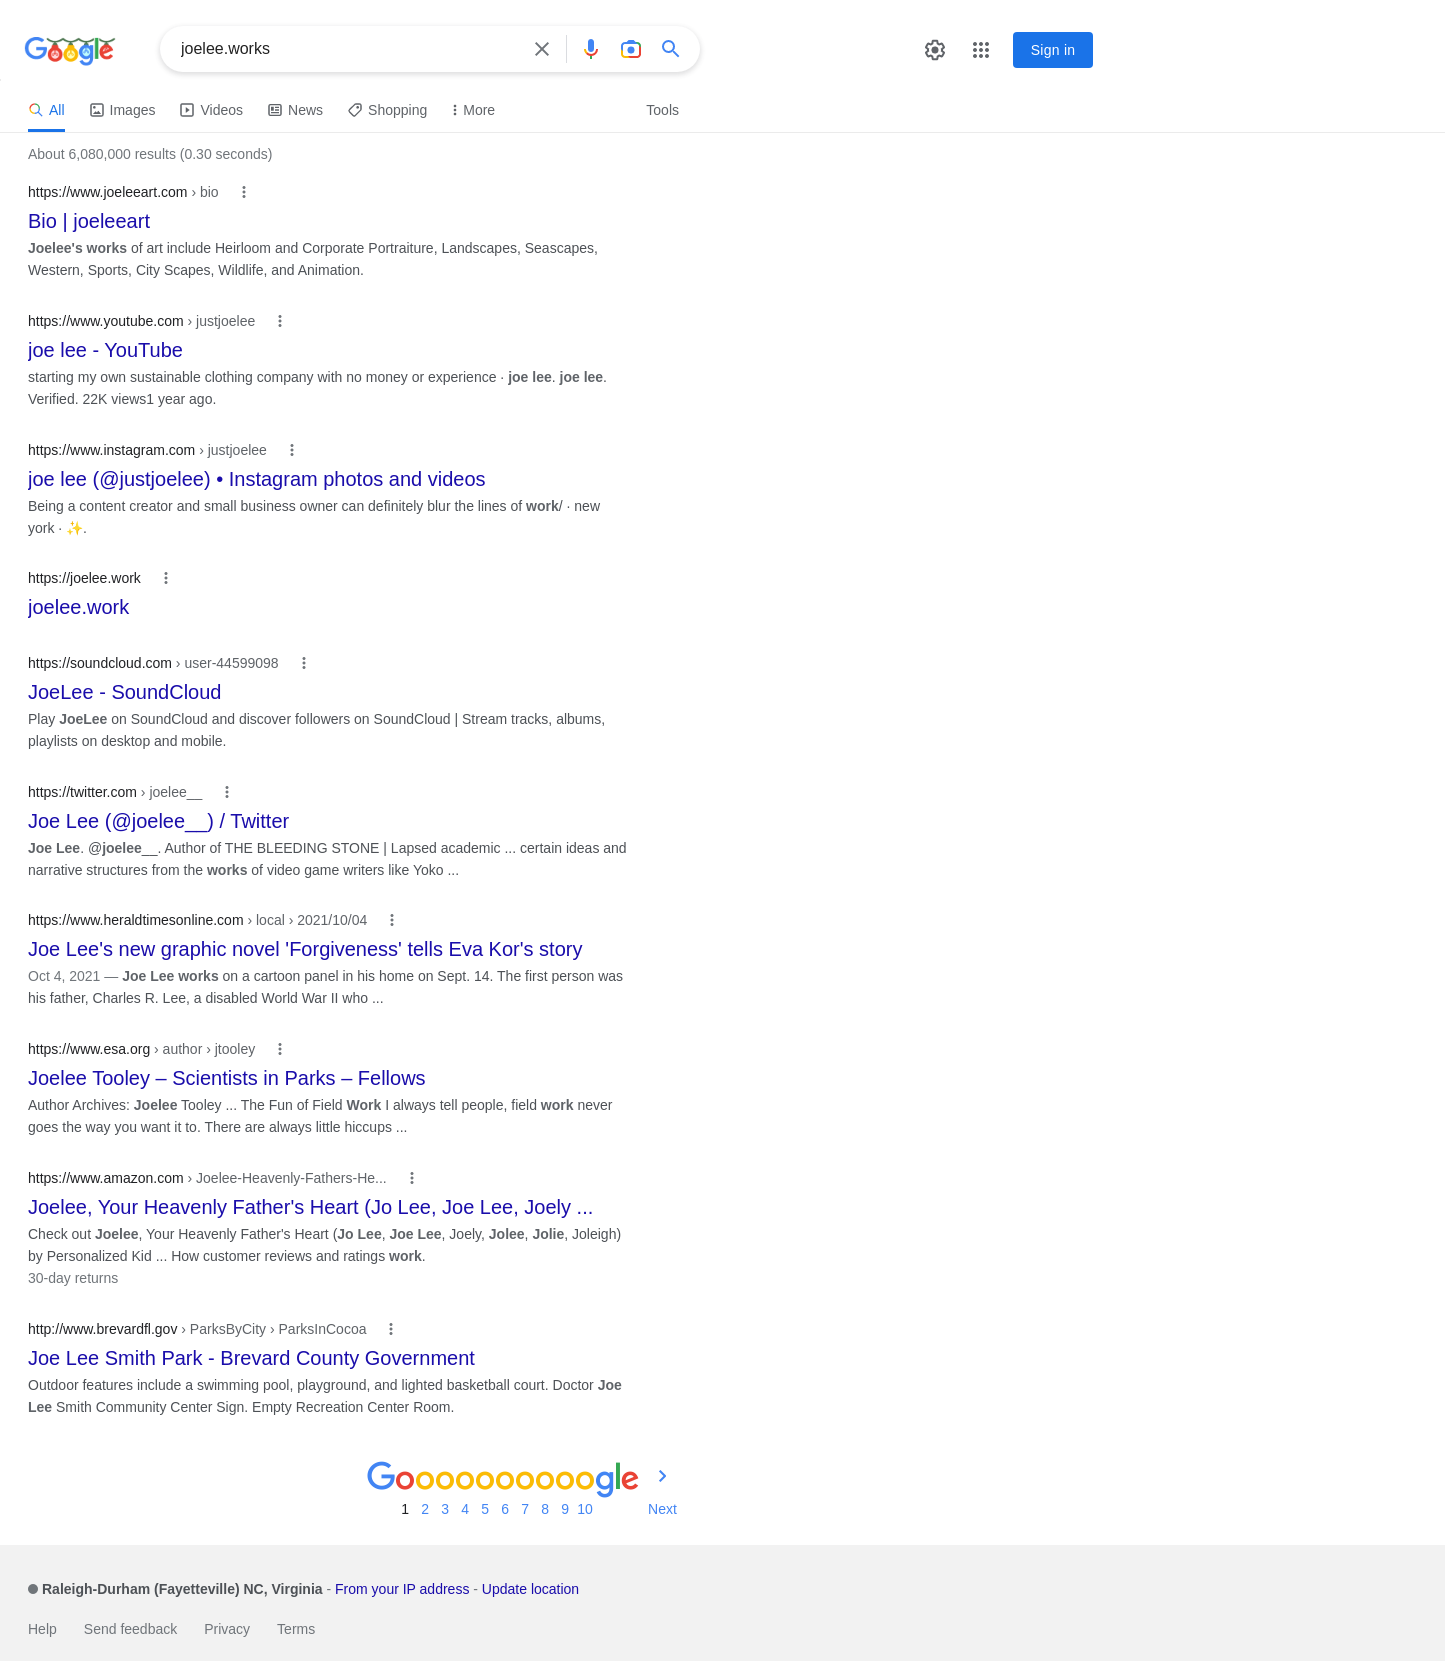 Google
joelee.works
Sign in
All
Images
Videos
News
Shopping
More
Tools
About 6,080,000 results (0.30 seconds)
https://www.joeleeart.com › bio
Bio | joeleeart
Joelee's works of art include Heirloom and Corporate Portraiture, Landscapes, Seascapes,
Western, Sports, City Scapes, Wildlife, and Animation.
https://www.youtube.com › justjoelee
joe lee - YouTube
starting my own sustainable clothing company with no money or experience · joe lee. joe lee.
Verified. 22K views1 year ago.
https://www.instagram.com › justjoelee
joe lee (@justjoelee) • Instagram photos and videos
Being a content creator and small business owner can definitely blur the lines of work/ · new
york · ✨.
https://joelee.work
joelee.work
https://soundcloud.com › user-44599098
JoeLee - SoundCloud
Play JoeLee on SoundCloud and discover followers on SoundCloud | Stream tracks, albums,
playlists on desktop and mobile.
https://twitter.com › joelee__
Joe Lee (@joelee__) / Twitter
Joe Lee. @joelee__. Author of THE BLEEDING STONE | Lapsed academic ... certain ideas and
narrative structures from the works of video game writers like Yoko ...
https://www.heraldtimesonline.com › local › 2021/10/04
Joe Lee's new graphic novel 'Forgiveness' tells Eva Kor's story
Oct 4, 2021 — Joe Lee works on a cartoon panel in his home on Sept. 14. The first person was
his father, Charles R. Lee, a disabled World War II who ...
https://www.esa.org › author › jtooley
Joelee Tooley – Scientists in Parks – Fellows
Author Archives: Joelee Tooley ... The Fun of Field Work I always tell people, field work never
goes the way you want it to. There are always little hiccups ...
https://www.amazon.com › Joelee-Heavenly-Fathers-He...
Joelee, Your Heavenly Father's Heart (Jo Lee, Joe Lee, Joely ...
Check out Joelee, Your Heavenly Father's Heart (Jo Lee, Joe Lee, Joely, Jolee, Jolie, Joleigh)
by Personalized Kid ... How customer reviews and ratings work.
30-day returns
http://www.brevardfl.gov › ParksByCity › ParksInCocoa
Joe Lee Smith Park - Brevard County Government
Outdoor features include a swimming pool, playground, and lighted basketball court. Doctor Joe
Lee Smith Community Center Sign. Empty Recreation Center Room.
Goooooooooogle
1 2 3 4 5 6 7 8 9 10 Next
Raleigh-Durham (Fayetteville) NC, Virginia - From your IP address - Update location
Help Send feedback Privacy Terms